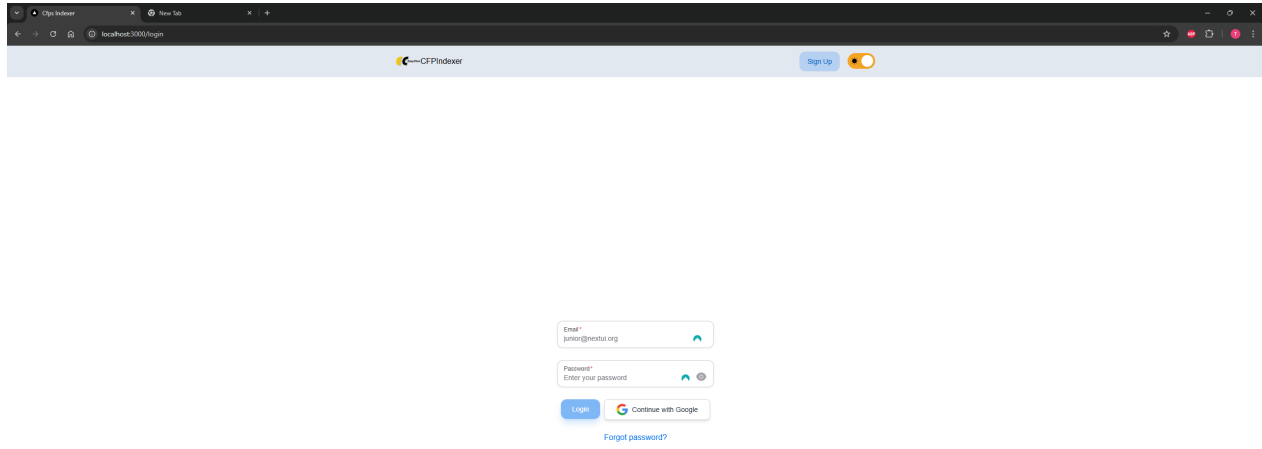 Cfps Indexer
New Tab
localhost:3000/login
CFPIndexer
Sign Up
Email*
junior@nextui.org
Password*
Enter your password
Login
Continue with Google
Forgot password?